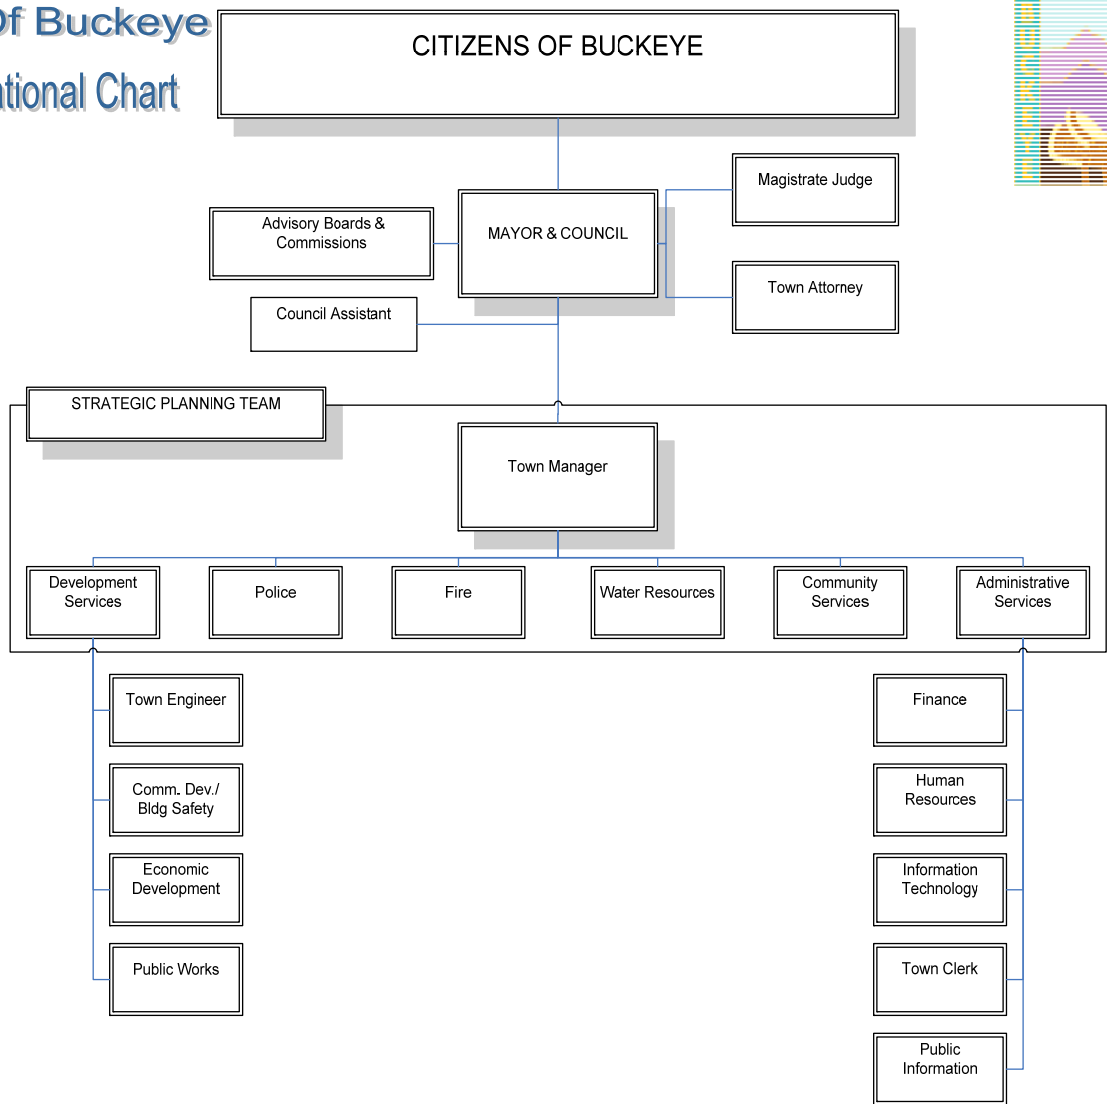 Of Buckeye
ational Chart
CITIZENS OF BUCKEYE
BUCKEYE
Magistrate Judge
Advisory Boards &
Commissions
MAYOR & COUNCIL
Town Attorney
Council Assistant
STRATEGIC PLANNING TEAM
Town Manager
Development
Services
Police
Fire
Water Resources
Community
Services
Administrative
Services
Town Engineer
Comm. Dev./
Bldg Safety
Economic
Development
Public Works
Finance
Human
Resources
Information
Technology
Town Clerk
Public
Information